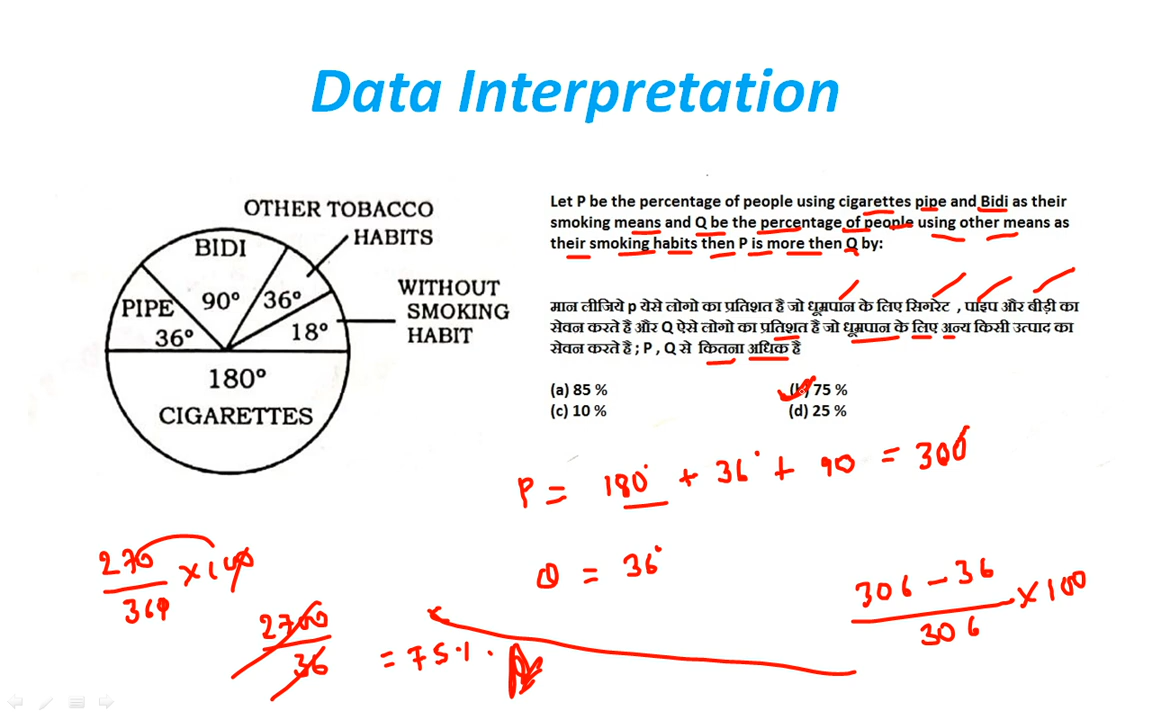 Data Interpretation
OTHER TOBACCO
HABITS
BIDI
90°
36°
PIPE
36°
18°
WITHOUT
SMOKING
HABIT
180°
CIGARETTES
Let P be the percentage of people using cigarettes pipe and Bidi as their
smoking means and Q be the percentage of people using other means as
their smoking habits then P is more then Q by:
मान लीजिये p येसे लोगो का प्रतिशत है जो धूम्रपान के लिए सिगरेट , पाइप और बीड़ी का
सेवन करते है और Q ऐसे लोगो का प्रतिशत है जो धूम्रपान के लिए अन्य किसी उत्पाद का
सेवन करते है ; P , Q से कितना अधिक है
(a) 85 %
(b) 75 %
(c) 10 %
(d) 25 %
P = 180° + 36° + 90 = 306
Q = 36°
306 - 36
306
× 100
270
360
× 100
2700
36
= 75%.